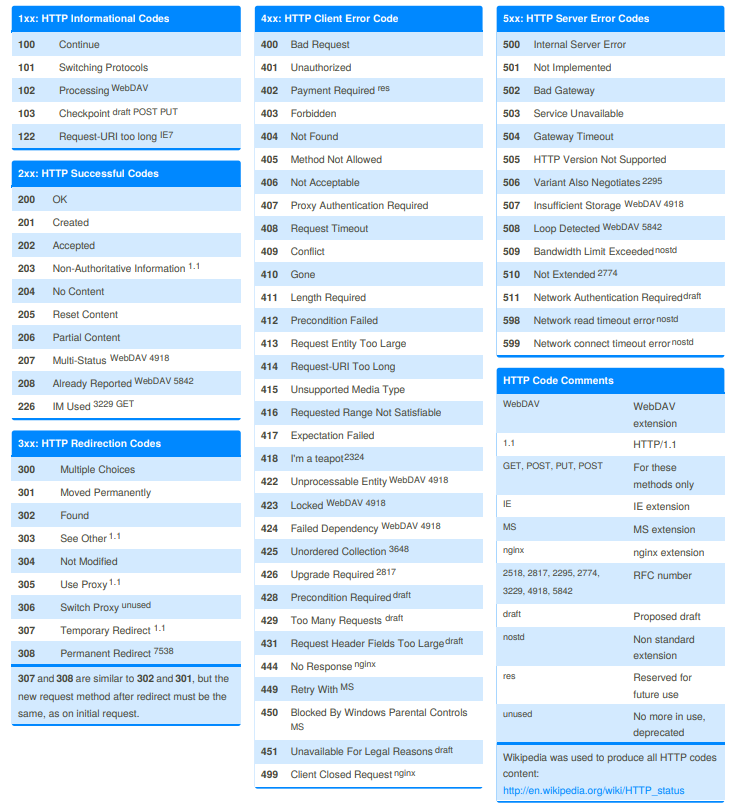 1xx: HTTP Informational Codes
100 Continue
101 Switching Protocols
102 Processing WebDAV
103 Checkpoint draft POST PUT
122 Request-URI too long IE7
2xx: HTTP Successful Codes
200 OK
201 Created
202 Accepted
203 Non-Authoritative Information 1.1
204 No Content
205 Reset Content
206 Partial Content
207 Multi-Status WebDAV 4918
208 Already Reported WebDAV 5842
226 IM Used 3229 GET
3xx: HTTP Redirection Codes
300 Multiple Choices
301 Moved Permanently
302 Found
303 See Other 1.1
304 Not Modified
305 Use Proxy 1.1
306 Switch Proxy unused
307 Temporary Redirect 1.1
308 Permanent Redirect 7538
307 and 308 are similar to 302 and 301, but the
new request method after redirect must be the
same, as on initial request.
4xx: HTTP Client Error Code
400 Bad Request
401 Unauthorized
402 Payment Required res
403 Forbidden
404 Not Found
405 Method Not Allowed
406 Not Acceptable
407 Proxy Authentication Required
408 Request Timeout
409 Conflict
410 Gone
411 Length Required
412 Precondition Failed
413 Request Entity Too Large
414 Request-URI Too Long
415 Unsupported Media Type
416 Requested Range Not Satisfiable
417 Expectation Failed
418 I'm a teapot 2324
422 Unprocessable Entity WebDAV 4918
423 Locked WebDAV 4918
424 Failed Dependency WebDAV 4918
425 Unordered Collection 3648
426 Upgrade Required 2817
428 Precondition Required draft
429 Too Many Requests draft
431 Request Header Fields Too Large draft
444 No Response nginx
449 Retry With MS
450 Blocked By Windows Parental Controls
MS
451 Unavailable For Legal Reasons draft
499 Client Closed Request nginx
5xx: HTTP Server Error Codes
500 Internal Server Error
501 Not Implemented
502 Bad Gateway
503 Service Unavailable
504 Gateway Timeout
505 HTTP Version Not Supported
506 Variant Also Negotiates 2295
507 Insufficient Storage WebDAV 4918
508 Loop Detected WebDAV 5842
509 Bandwidth Limit Exceeded nostd
510 Not Extended 2774
511 Network Authentication Required draft
598 Network read timeout error nostd
599 Network connect timeout error nostd
HTTP Code Comments
WebDAV WebDAV
extension
1.1 HTTP/1.1
GET, POST, PUT, POST For these
methods only
IE IE extension
MS MS extension
nginx nginx extension
2518, 2817, 2295, 2774, RFC number
3229, 4918, 5842
draft Proposed draft
nostd Non standard
extension
res Reserved for
future use
unused No more in use,
deprecated
Wikipedia was used to produce all HTTP codes
content:
http://en.wikipedia.org/wiki/HTTP_status